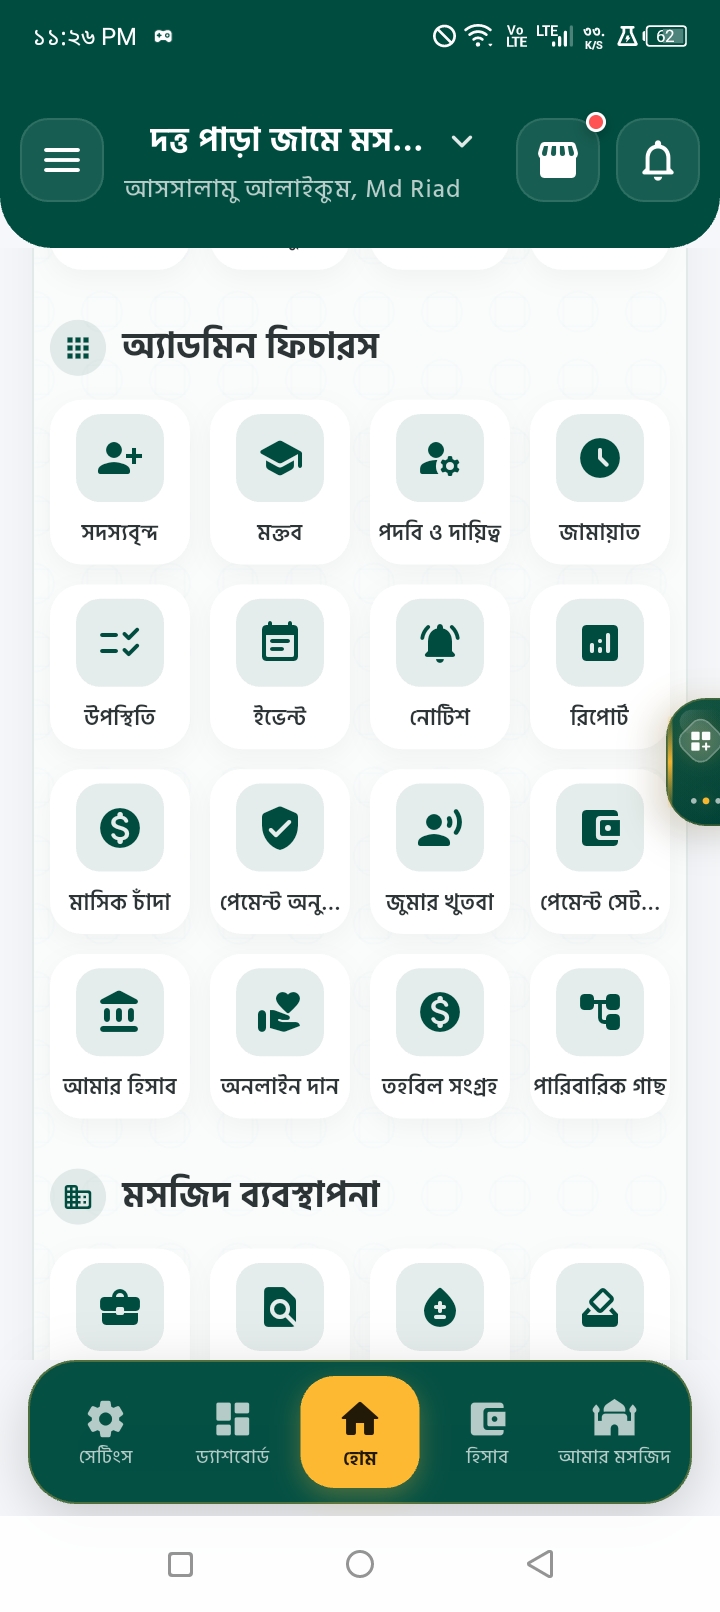 ১১:২৬ PM
Vo LTE
LTE
৩৩. K/S
62
দত্ত পাড়া জামে মস...
আসসালামু আলাইকুম, Md Riad
অ্যাডমিন ফিচারস
সদস্যবৃন্দ মক্তব পদবি ও দায়িত্ব জামায়াত
উপস্থিতি ইভেন্ট নোটিশ রিপোর্ট
মাসিক চাঁদা পেমেন্ট অনু... জুমার খুতবা পেমেন্ট সেট...
আমার হিসাব অনলাইন দান তহবিল সংগ্রহ পারিবারিক গাছ
মসজিদ ব্যবস্থাপনা
সেটিংস ড্যাশবোর্ড হোম হিসাব আমার মসজিদ